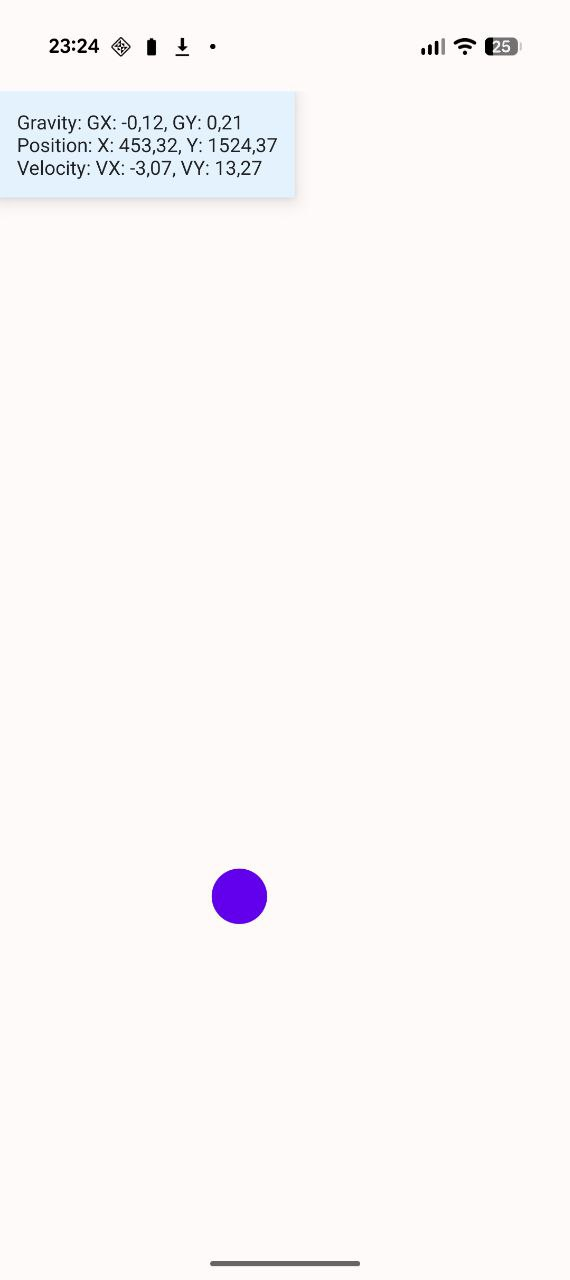 23:24
25
Gravity: GX: -0,12, GY: 0,21
Position: X: 453,32, Y: 1524,37
Velocity: VX: -3,07, VY: 13,27